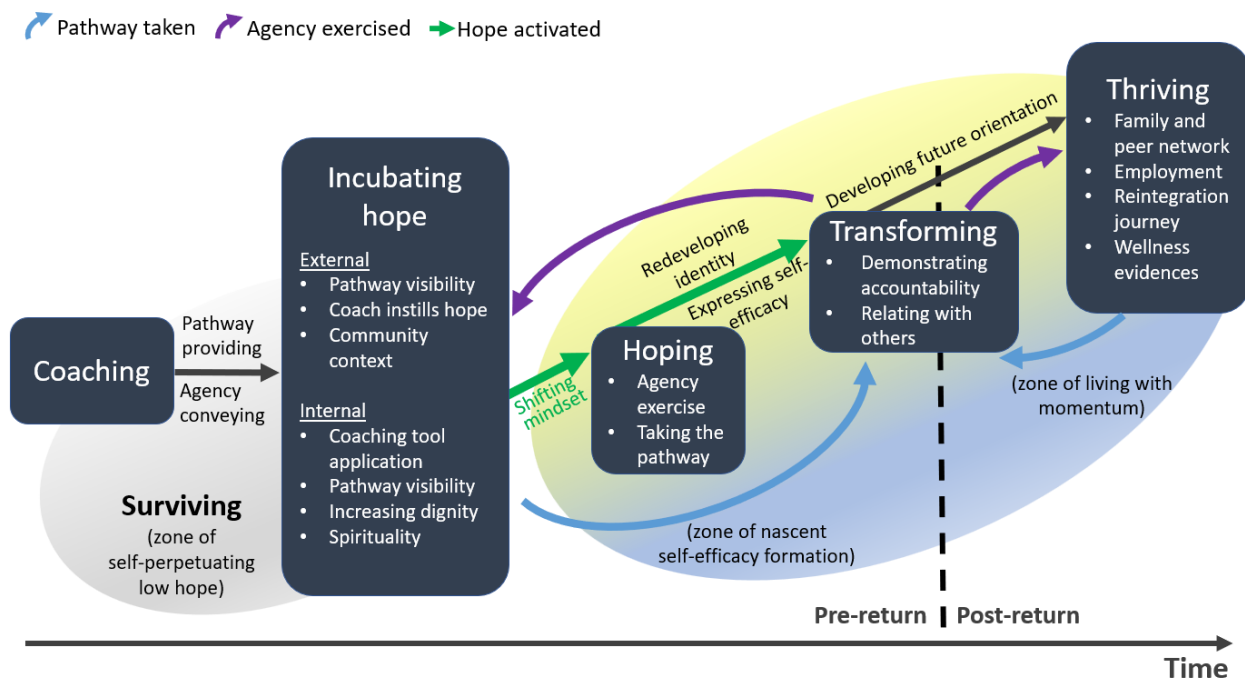 Pathway taken
Agency exercised
Hope activated
Coaching
Pathway
providing
Agency
conveying
Surviving
(zone of
self-perpetuating
low hope)
Incubating
hope
External
• Pathway visibility
• Coach instills hope
• Community
context
Internal
• Coaching tool
application
• Pathway visibility
• Increasing dignity
• Spirituality
Shifting
mindset
Hoping
• Agency
exercise
• Taking the
pathway
Redeveloping
identity
Expressing self-
efficacy
(zone of nascent
self-efficacy formation)
Transforming
• Demonstrating
accountability
• Relating with
others
Developing future orientation
Thriving
• Family and
peer network
• Employment
• Reintegration
journey
• Wellness
evidences
(zone of living with
momentum)
Pre-return
Post-return
Time